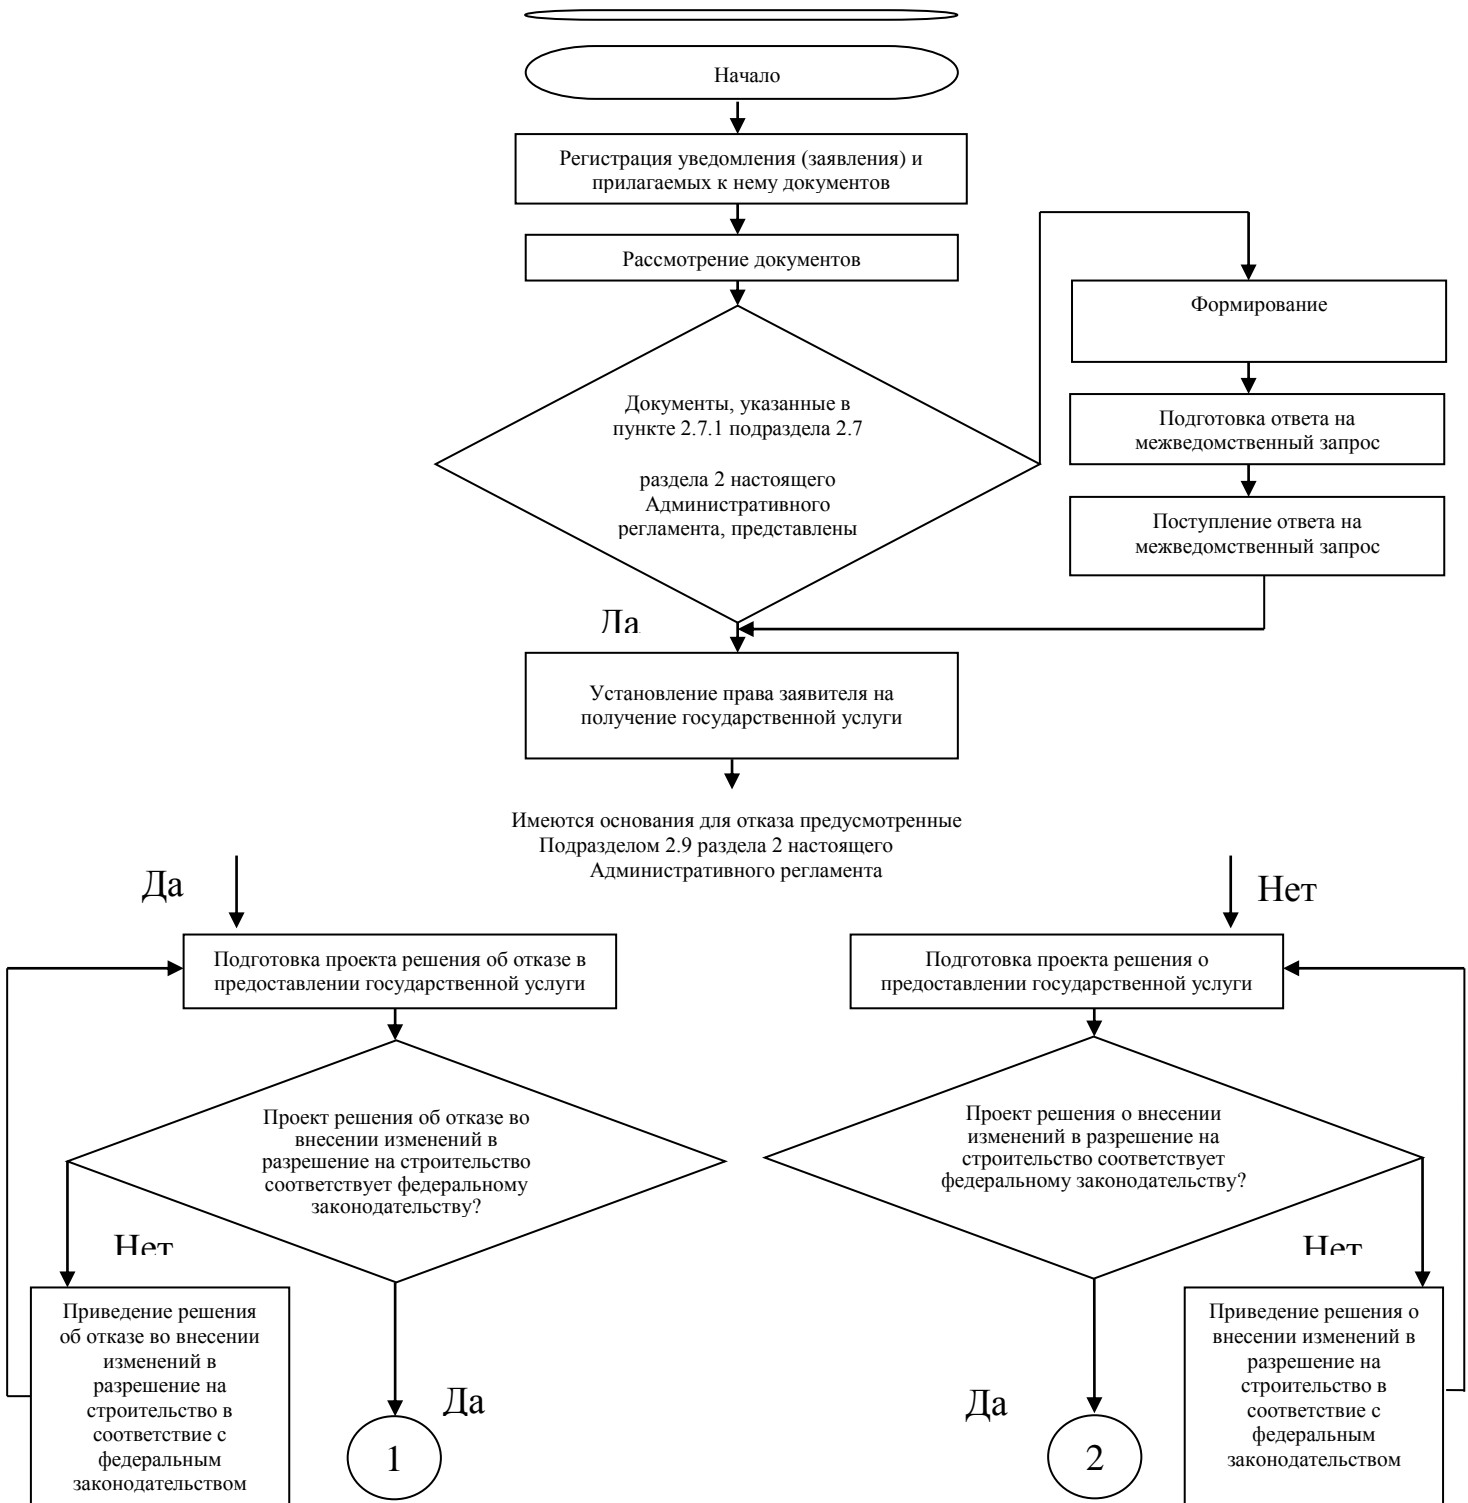 Начало
Регистрация уведомления (заявления) и
прилагаемых к нему документов
Рассмотрение документов
Формирование
Документы, указанные в
пункте 2.7.1 подраздела 2.7
раздела 2 настоящего
Административного
регламента, представлены
Подготовка ответа на
межведомственный запрос
Поступление ответа на
межведомственный запрос
Да
Установление права заявителя на
получение государственной услуги
Имеются основания для отказа предусмотренные
Подразделом 2.9 раздела 2 настоящего
Административного регламента
Да
Нет
Подготовка проекта решения об отказе в
предоставлении государственной услуги
Подготовка проекта решения о
предоставлении государственной услуги
Проект решения об отказе во
внесении изменений в
разрешение на строительство
соответствует федеральному
законодательству?
Проект решения о внесении
изменений в разрешение на
строительство соответствует
федеральному законодательству?
Нет
Нет
Приведение решения
об отказе во внесении
изменений в
разрешение на
строительство в
соответствие с
федеральным
законодательством
Да
1
Да
2
Приведение решения о
внесении изменений в
разрешение на
строительство в
соответствие с
федеральным
законодательством